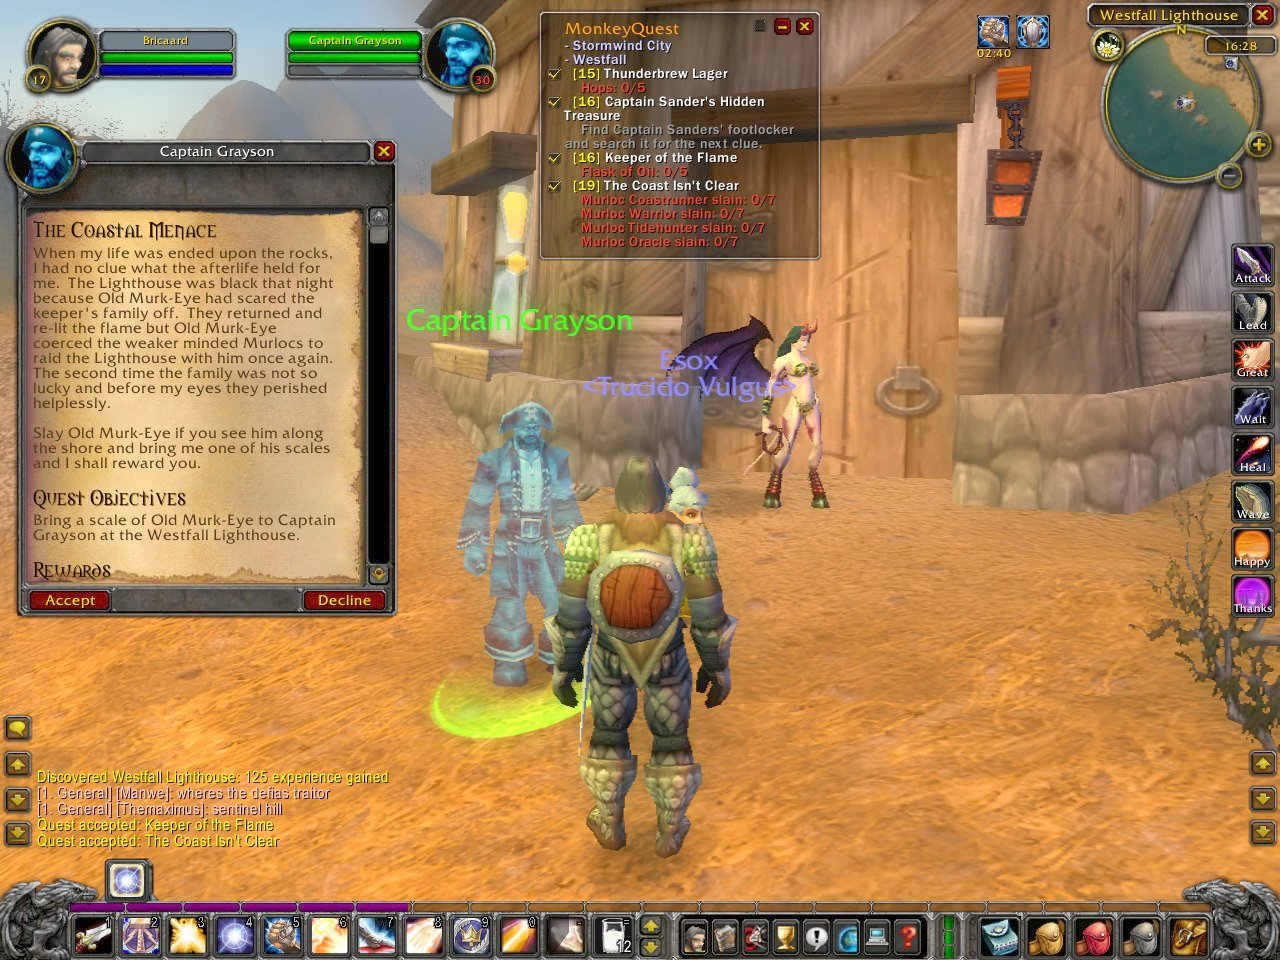 Bricaard
17
Captain Grayson
30
MonkeyQuest
- Stormwind City
- Westfall
[15] Thunderbrew Lager
Hops: 0/5
[16] Captain Sander's Hidden
Treasure
Find Captain Sanders' footlocker
and search it for the next clue.
[16] Keeper of the Flame
Flask of Oil: 0/5
[19] The Coast Isn't Clear
Murloc Coastrunner slain: 0/7
Murloc Warrior slain: 0/7
Murloc Tidehunter slain: 0/7
Murloc Oracle slain: 0/7
02:40
Westfall Lighthouse
N
16:28
Captain Grayson
The Coastal Menace
When my life was ended upon the rocks,
I had no clue what the afterlife held for
me. The Lighthouse was black that night
because Old Murk-Eye had scared the
keeper's family off. They returned and
re-lit the flame but Old Murk-Eye
coerced the weaker minded Murlocs to
raid the Lighthouse with him once again.
The second time the family was not so
lucky and before my eyes they perished
helplessly.
Slay Old Murk-Eye if you see him along
the shore and bring me one of his scales
and I shall reward you.
Quest Objectives
Bring a scale of Old Murk-Eye to Captain
Grayson at the Westfall Lighthouse.
Rewards
Accept
Decline
Captain Grayson
Esox
<Trucido Vulgus>
Attack
Lead
Great
Wait
Heal
Wave
Happy
Thanks
Discovered Westfall Lighthouse: 125 experience gained
[1. General] [Manwe]: wheres the defias traitor
[1. General] [Themaximus]: sentinel hill
Quest accepted: Keeper of the Flame
Quest accepted: The Coast Isn't Clear
1 2 3 4 5 6 7 8 9 0 - =
12